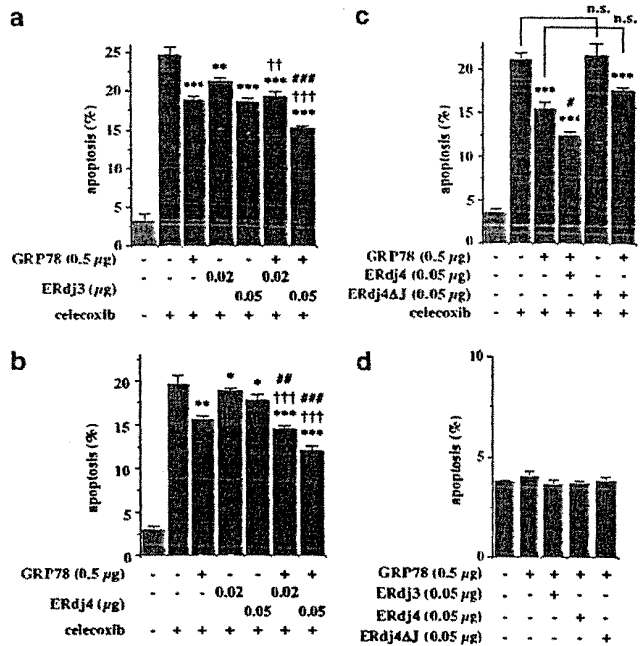 a
25
20
15
10
5
0
apoptosis (%)
*** ** *** †† *** ### ††† ***
GRP78 (0.5 µg) - - + - - + +
ERdj3 (µg) 0.02 0.05 0.02 0.05
celecoxib - + + + + + +
b
20
15
10
5
0
apoptosis (%)
** * * ## ††† *** ### ††† ***
GRP78 (0.5 µg) - - + - - + +
ERdj4 (µg) 0.02 0.05 0.02 0.05
celecoxib - + + + + + +
c
n.s.
n.s.
20
15
10
5
0
apoptosis (%)
*** # *** ***
GRP78 (0.5 µg) - - + + - +
ERdj4 (0.05 µg) - - - + - -
ERdj4ΔJ (0.05 µg) - - - - + +
celecoxib - + + + + +
d
10
5
0
apoptosis (%)
GRP78 (0.5 µg) - + + + +
ERdj3 (0.05 µg) - - + - -
ERdj4 (0.05 µg) - - - + -
ERdj4ΔJ (0.05 µg) - - - - +